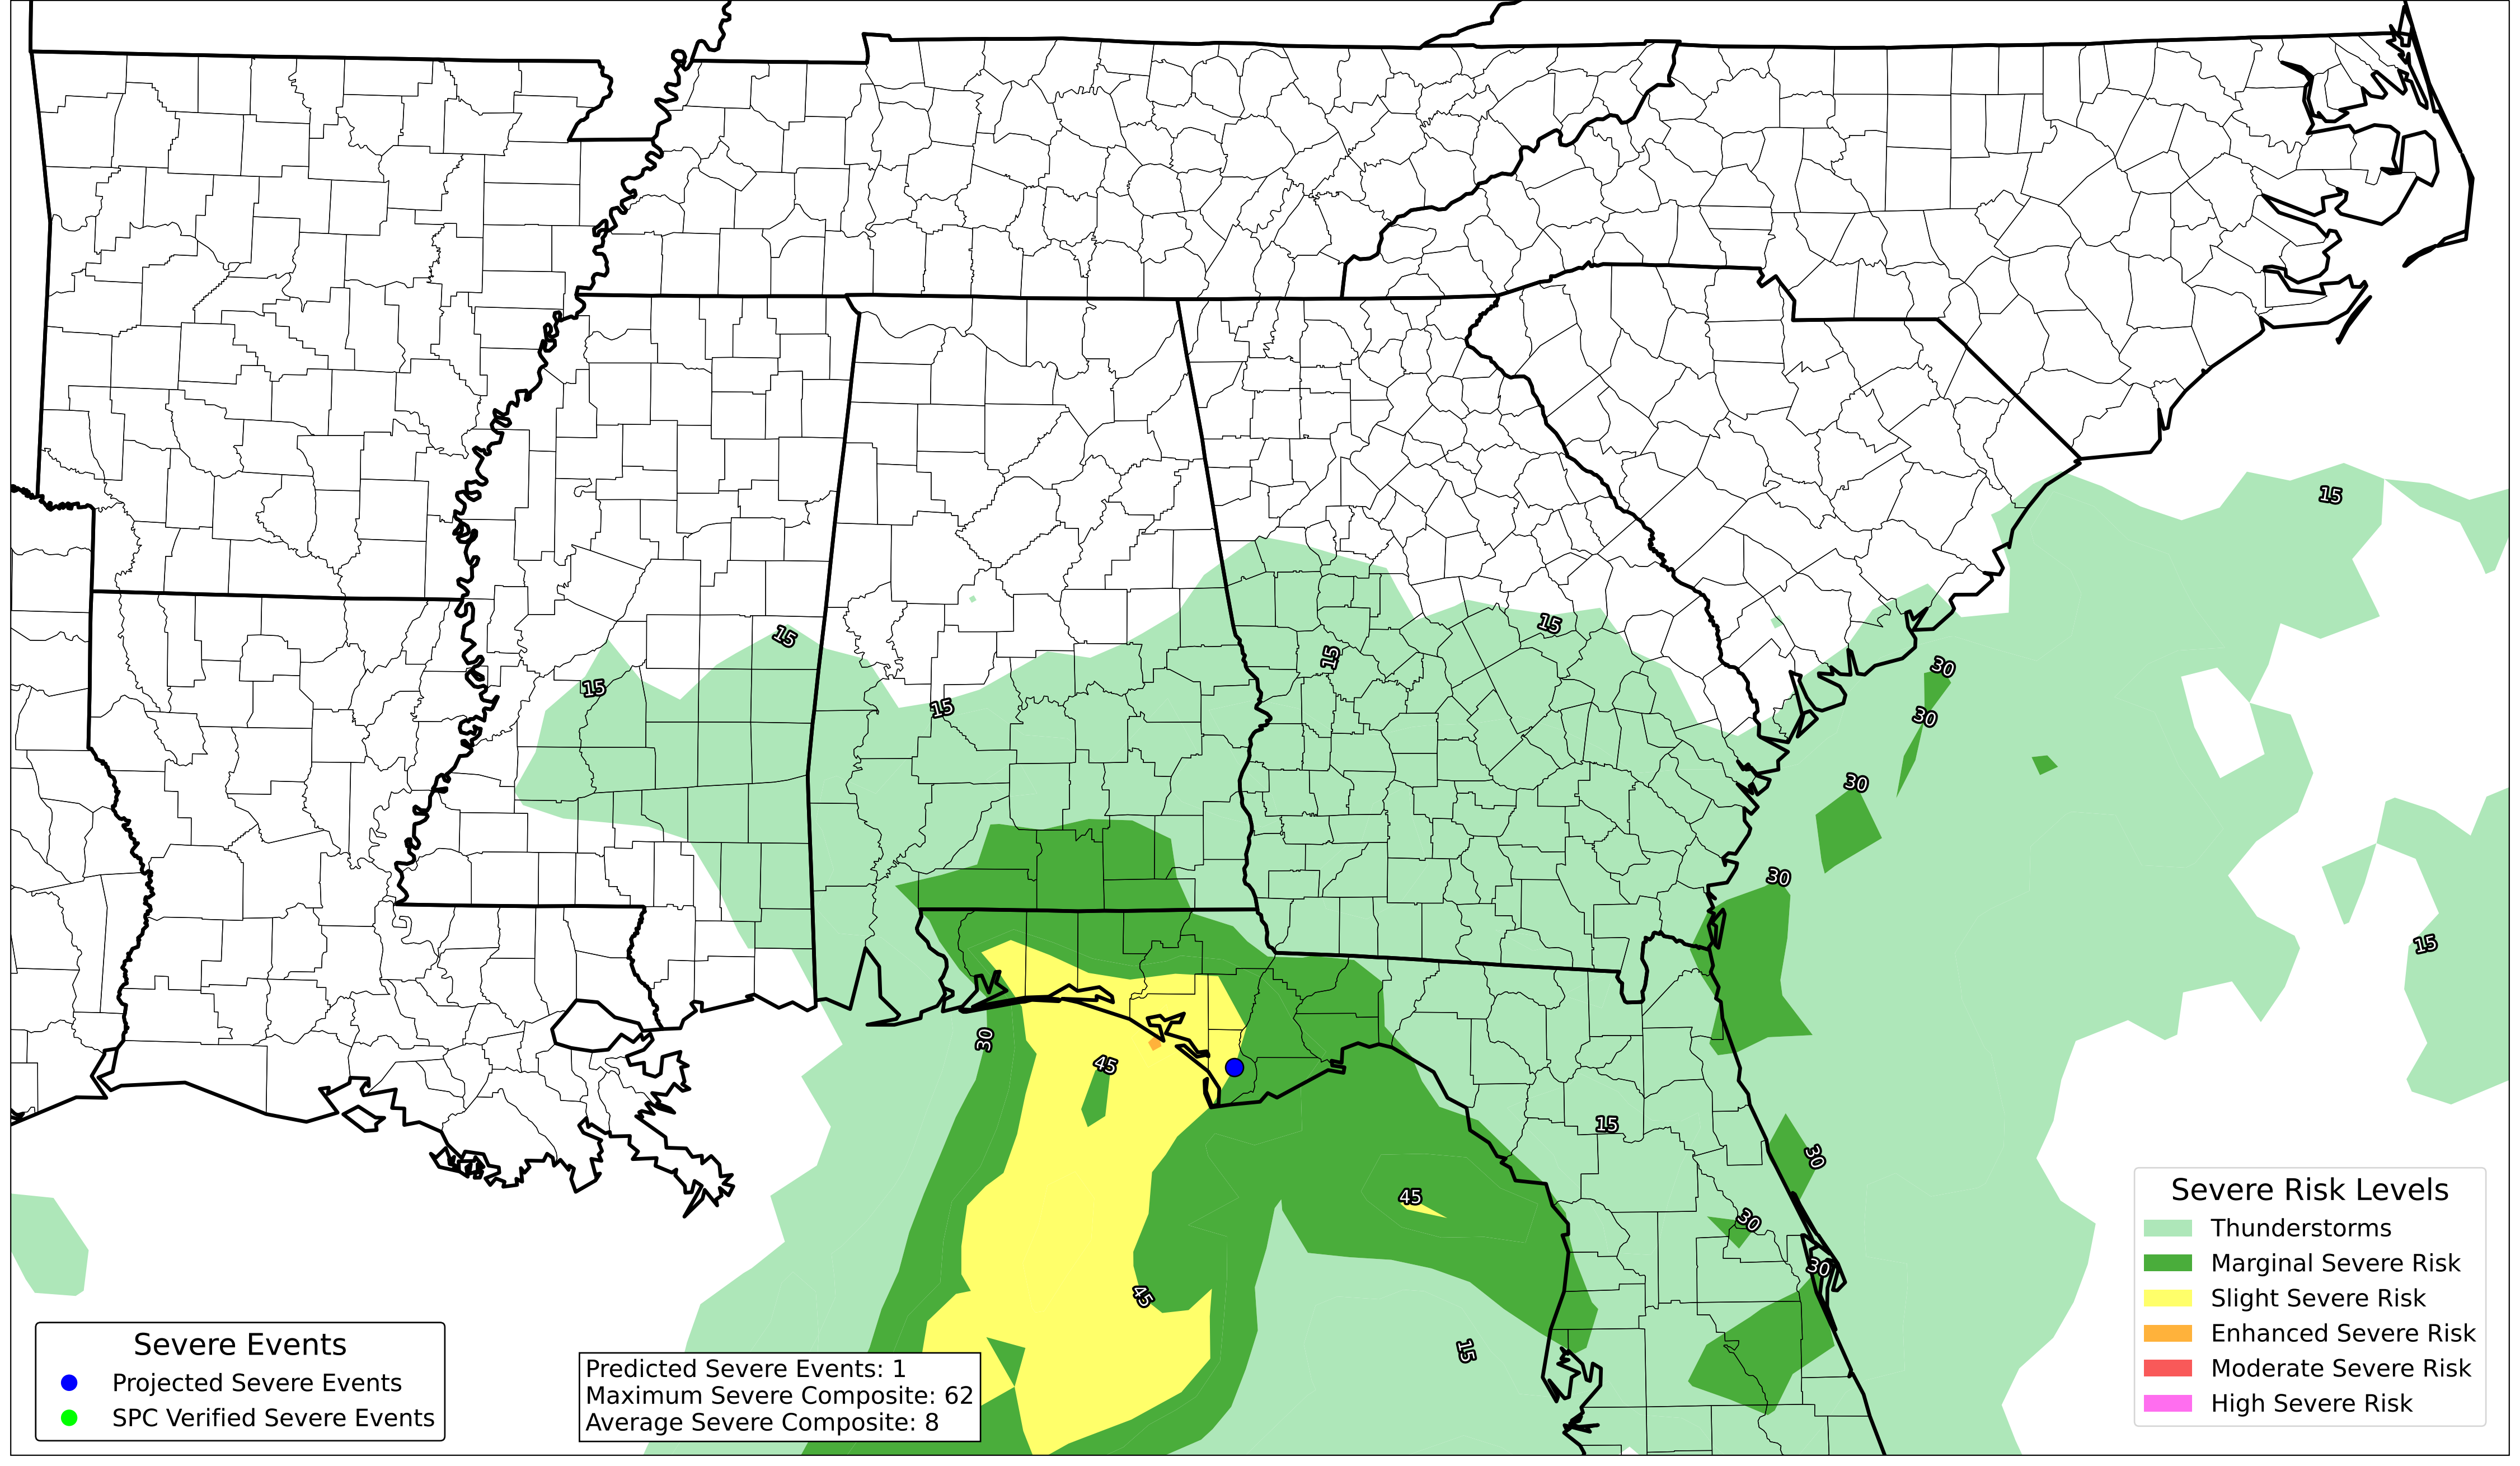 15
15
15
15
15
15
30
30
30
30
15
30
45
15
30
45
30
30
45
15
Severe Risk Levels
Thunderstorms
Marginal Severe Risk
Slight Severe Risk
Enhanced Severe Risk
Moderate Severe Risk
High Severe Risk
Severe Events
Projected Severe Events
SPC Verified Severe Events
Predicted Severe Events: 1
Maximum Severe Composite: 62
Average Severe Composite: 8